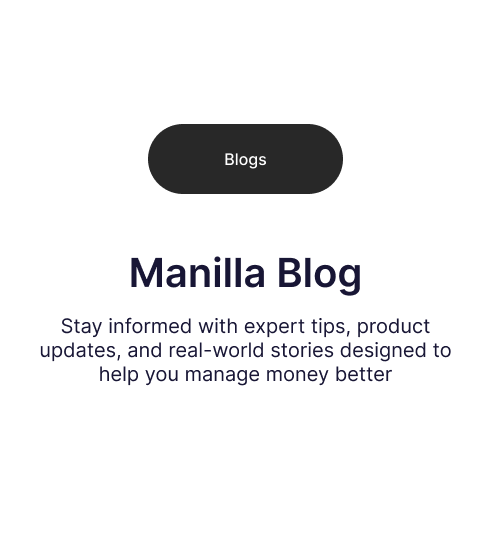 Blogs
Manilla Blog
Stay informed with expert tips, product
updates, and real-world stories designed to
help you manage money better